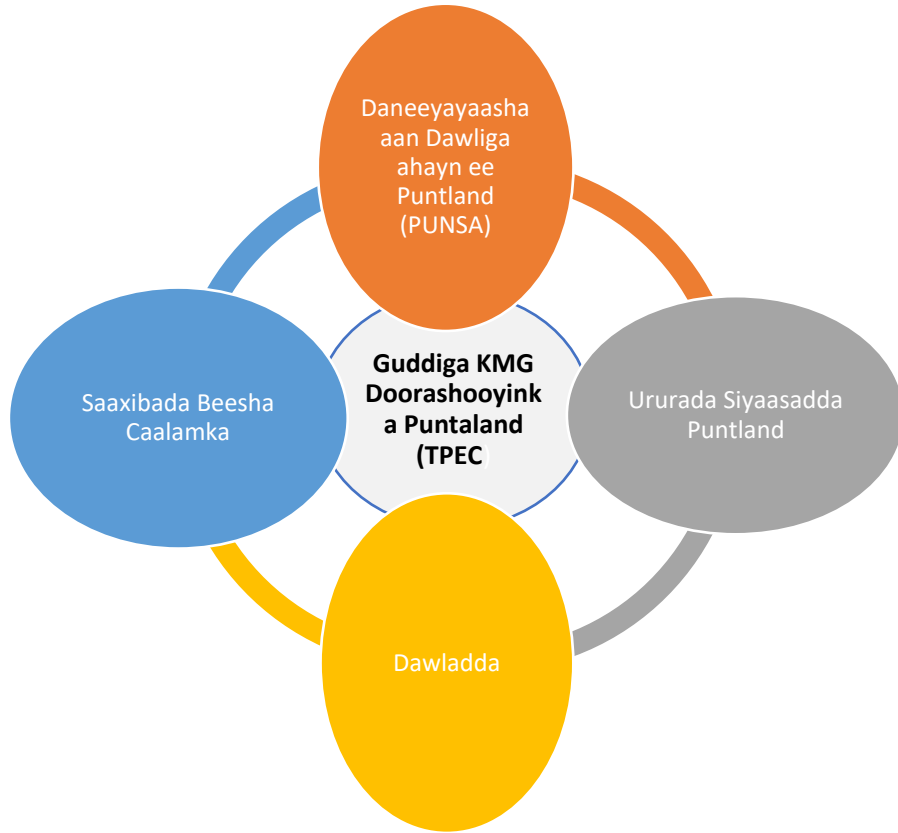 Daneeyayaasha
aan Dawliga
ahayn ee
Puntland
(PUNSA)
Saaxibada Beesha
Caalamka
Guddiga KMG
Doorashooyink
a Puntaland
(TPEC)
Ururada Siyaasadda
Puntland
Dawladda